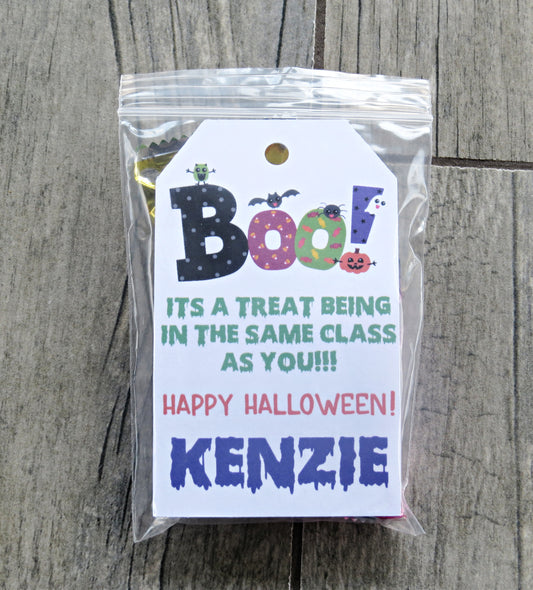 BOO!
ITS A TREAT BEING
IN THE SAME CLASS
AS YOU!!!
HAPPY HALLOWEEN!
KENZIE